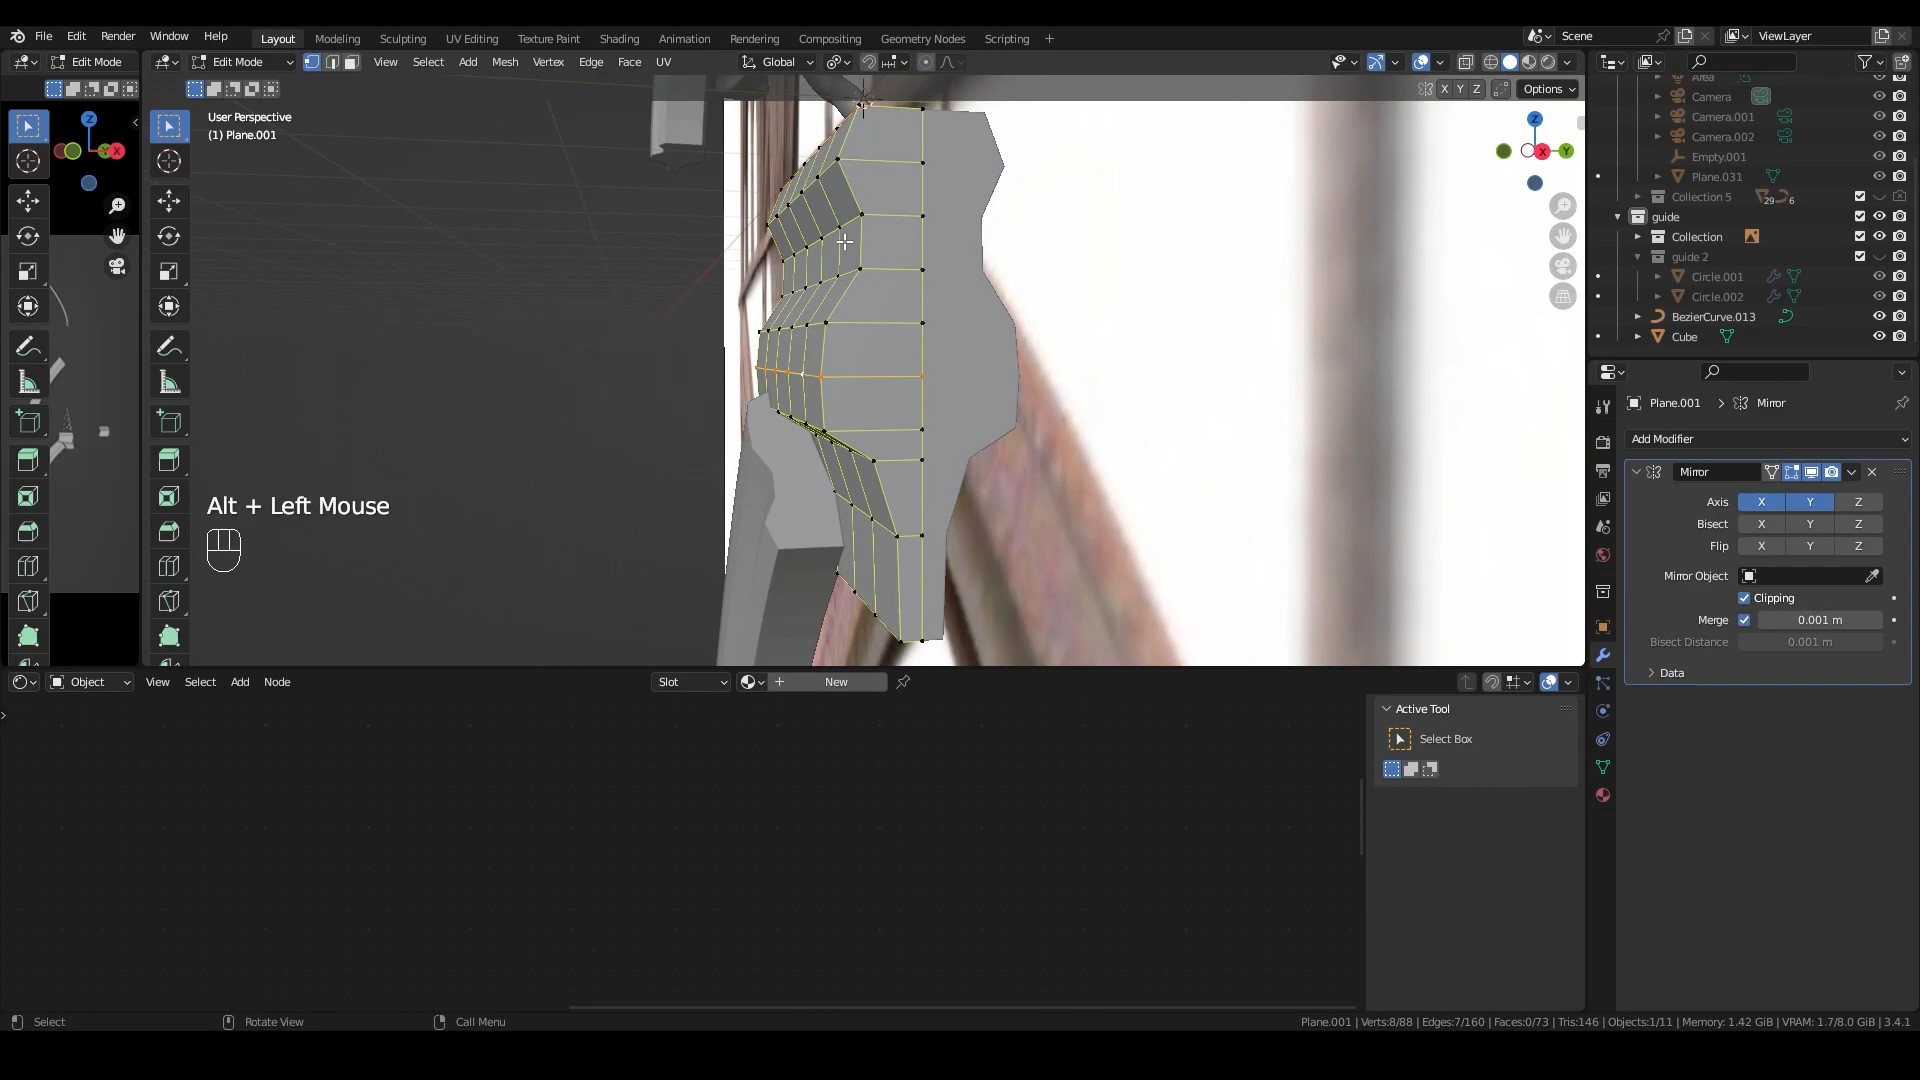 File Edit Render Window Help Layout Modeling Sculpting UV Editing Texture Paint Shading Animation Rendering Compositing Geometry Nodes Scripting + Scene ViewLayer
Edit Mode Edit Mode View Select Add Mesh Vertex Edge Face UV Global
X Y Z Options
User Perspective
(1) Plane.001
Z
X
Z
X Y
Alt + Left Mouse
Area
Camera
Camera.001
Camera.002
Empty.001
Plane.031
Collection 5 29 6
guide
Collection
guide 2
Circle.001
Circle.002
BezierCurve.013
Cube
Plane.001 > Mirror
Add Modifier
Mirror
Axis X Y Z
Bisect X Y Z
Flip X Y Z
Mirror Object
Clipping
Merge 0.001 m
Bisect Distance 0.001 m
Data
Object View Select Add Node Slot New
Active Tool
Select Box
Select Rotate View Call Menu Plane.001 | Verts:8/88 | Edges:7/160 | Faces:0/73 | Tris:146 | Objects:1/11 | Memory: 1.42 GiB | VRAM: 1.7/8.0 GiB | 3.4.1